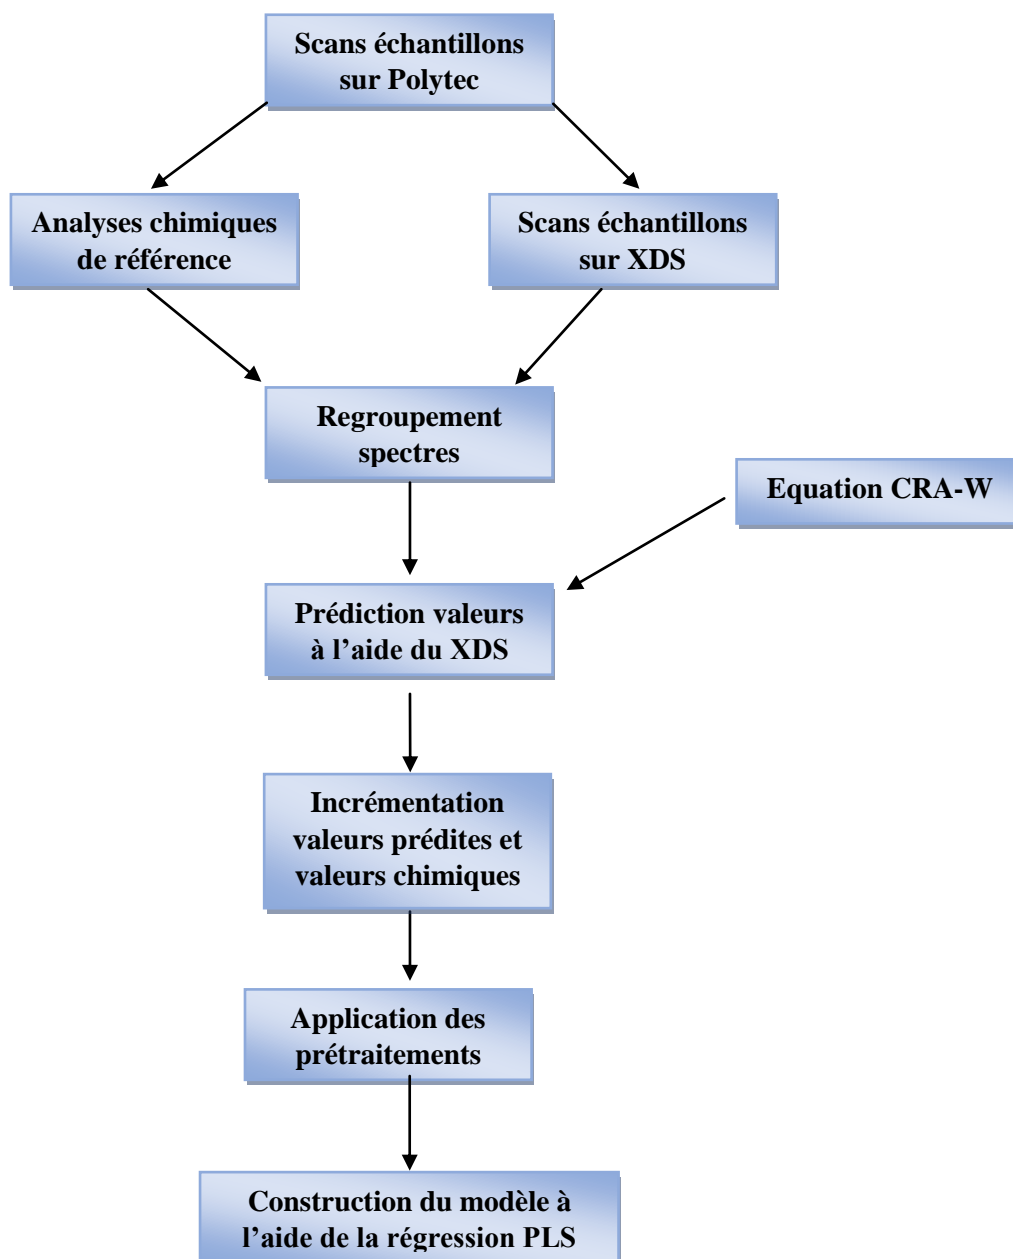 Scans échantillons
sur Polytec
Analyses chimiques
de référence
Scans échantillons
sur XDS
Regroupement
spectres
Equation CRA-W
Prédiction valeurs
à l’aide du XDS
Incrémentation
valeurs prédites et
valeurs chimiques
Application des
prétraitements
Construction du modèle à
l’aide de la régression PLS